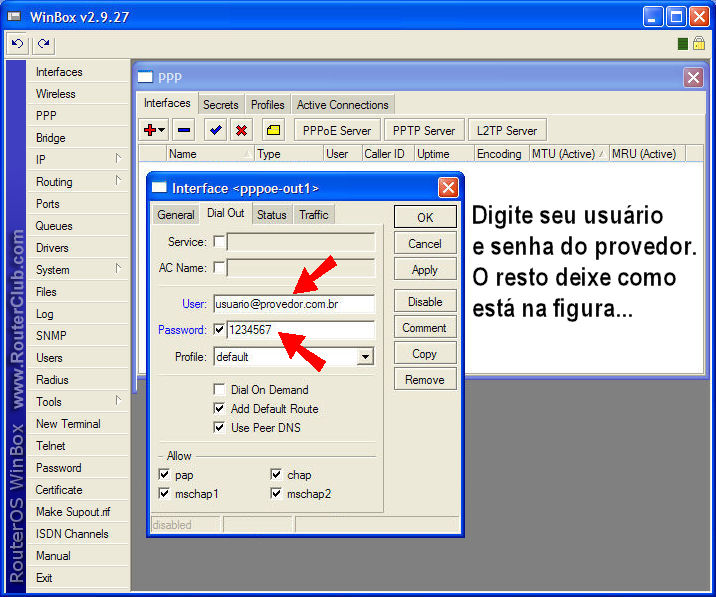 WinBox v2.9.27
Interfaces
Wireless
PPP
Bridge
IP
Routing
Ports
Queues
Drivers
System
Files
Log
SNMP
Users
Radius
Tools
New Terminal
Telnet
Password
Certificate
Make Supout.rif
ISDN Channels
Manual
Exit
RouterOS WinBox www.RouterClub.com
PPP
Interfaces Secrets Profiles Active Connections
PPPoE Server PPTP Server L2TP Server
Name Type User Caller ID Uptime Encoding MTU (Active) MRU (Active)
Interface <pppoe-out1>
General Dial Out Status Traffic
Service:
AC Name:
User: usuario@provedor.com.br
Password: 1234567
Profile: default
Dial On Demand
Add Default Route
Use Peer DNS
Allow
pap chap
mschap1 mschap2
disabled
OK
Cancel
Apply
Disable
Comment
Copy
Remove
Digite seu usuário
e senha do provedor.
O resto deixe como
está na figura...